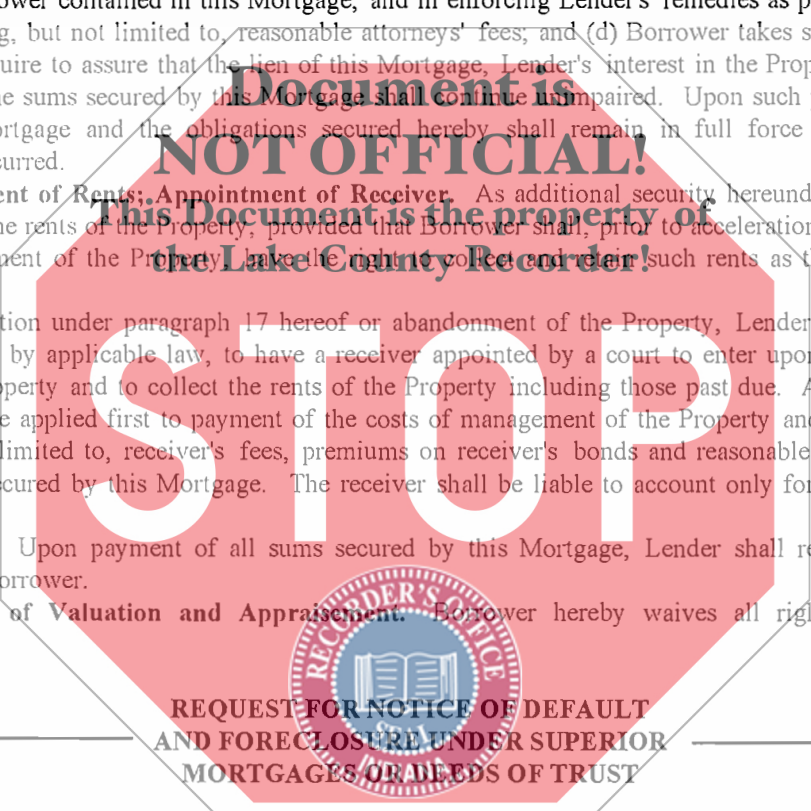 ower contained in this Mortgage, and in enforcing Lender's remedies as p
g, but not limited to, reasonable attorneys' fees; and (d) Borrower takes s
uire to assure that the lien of this Mortgage, Lender's interest in the Prop
e sums secured by this Mortgage shall continue unimpaired. Upon such
Document is
ortgage and the obligations secured hereby shall remain in full force
NOT OFFICIAL!
curred.
ent of Rents; Appointment of Receiver. As additional security hereund
This Document is the property of
ne rents of the Property, provided that Borrower shall, prior to acceleration
the Lake County Recorder!
ment of the Property, have the right to collect and retain such rents as t
tion under paragraph 17 hereof or abandonment of the Property, Lender
by applicable law, to have a receiver appointed by a court to enter upon
operty and to collect the rents of the Property including those past due. A
e applied first to payment of the costs of management of the Property and
STOP
limited to, receiver's fees, premiums on receiver's bonds and reasonable
ecured by this Mortgage. The receiver shall be liable to account only for
Upon payment of all sums secured by this Mortgage, Lender shall re
orrower.
of Valuation and Appraisement. Borrower hereby waives all righ
RECORDER'S OFFICE
SEAL
INDIANA
REQUEST FOR NOTICE OF DEFAULT
AND FORECLOSURE UNDER SUPERIOR
MORTGAGES OR DEEDS OF TRUST